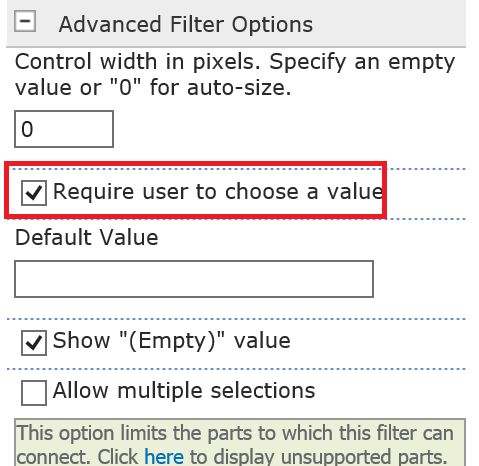 Advanced Filter Options
Control width in pixels. Specify an empty
value or "0" for auto-size.
0
Require user to choose a value
Default Value
Show "(Empty)" value
Allow multiple selections
This option limits the parts to which this filter can
connect. Click here to display unsupported parts.